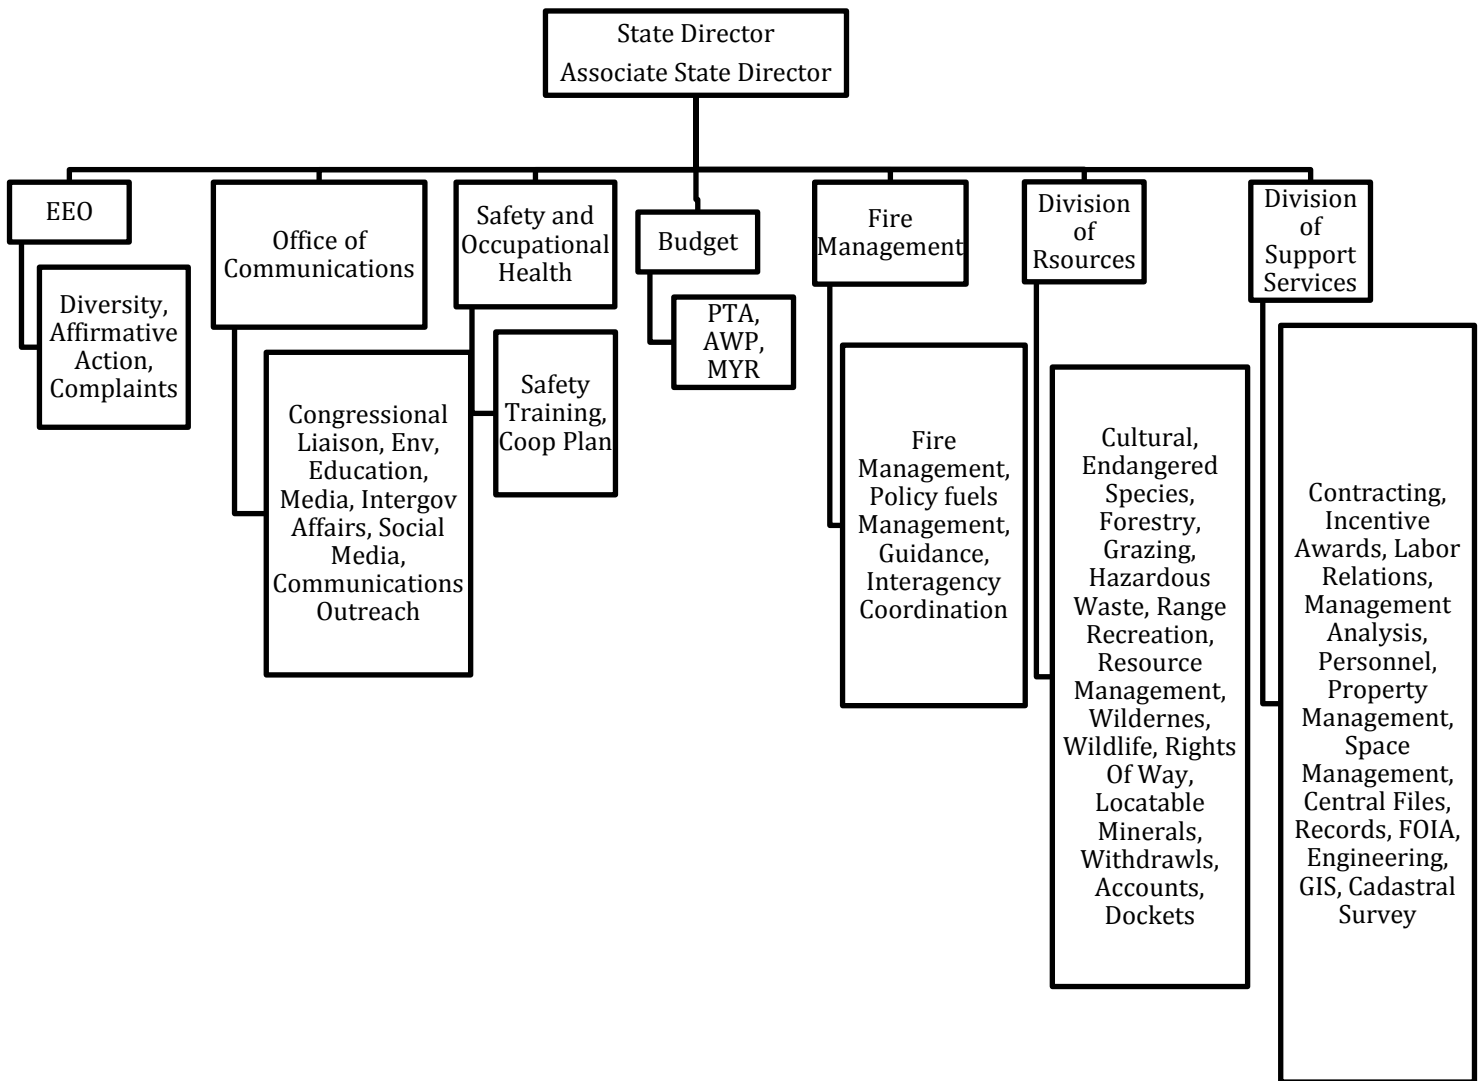 State Director
Associate State Director
EEO
Diversity,
Affirmative
Action,
Complaints
Office of
Communications
Congressional
Liaison, Env,
Education,
Media, Intergov
Affairs, Social
Media,
Communications
Outreach
Safety and
Occupational
Health
Safety
Training,
Coop Plan
Budget
PTA,
AWP,
MYR
Fire
Management
Fire
Management,
Policy fuels
Management,
Guidance,
Interagency
Coordination
Division
of
Rsources
Cultural,
Endangered
Species,
Forestry,
Grazing,
Hazardous
Waste, Range
Recreation,
Resource
Management,
Wildernes,
Wildlife, Rights
Of Way,
Locatable
Minerals,
Withdrawls,
Accounts,
Dockets
Division
of
Support
Services
Contracting,
Incentive
Awards, Labor
Relations,
Management
Analysis,
Personnel,
Property
Management,
Space
Management,
Central Files,
Records, FOIA,
Engineering,
GIS, Cadastral
Survey